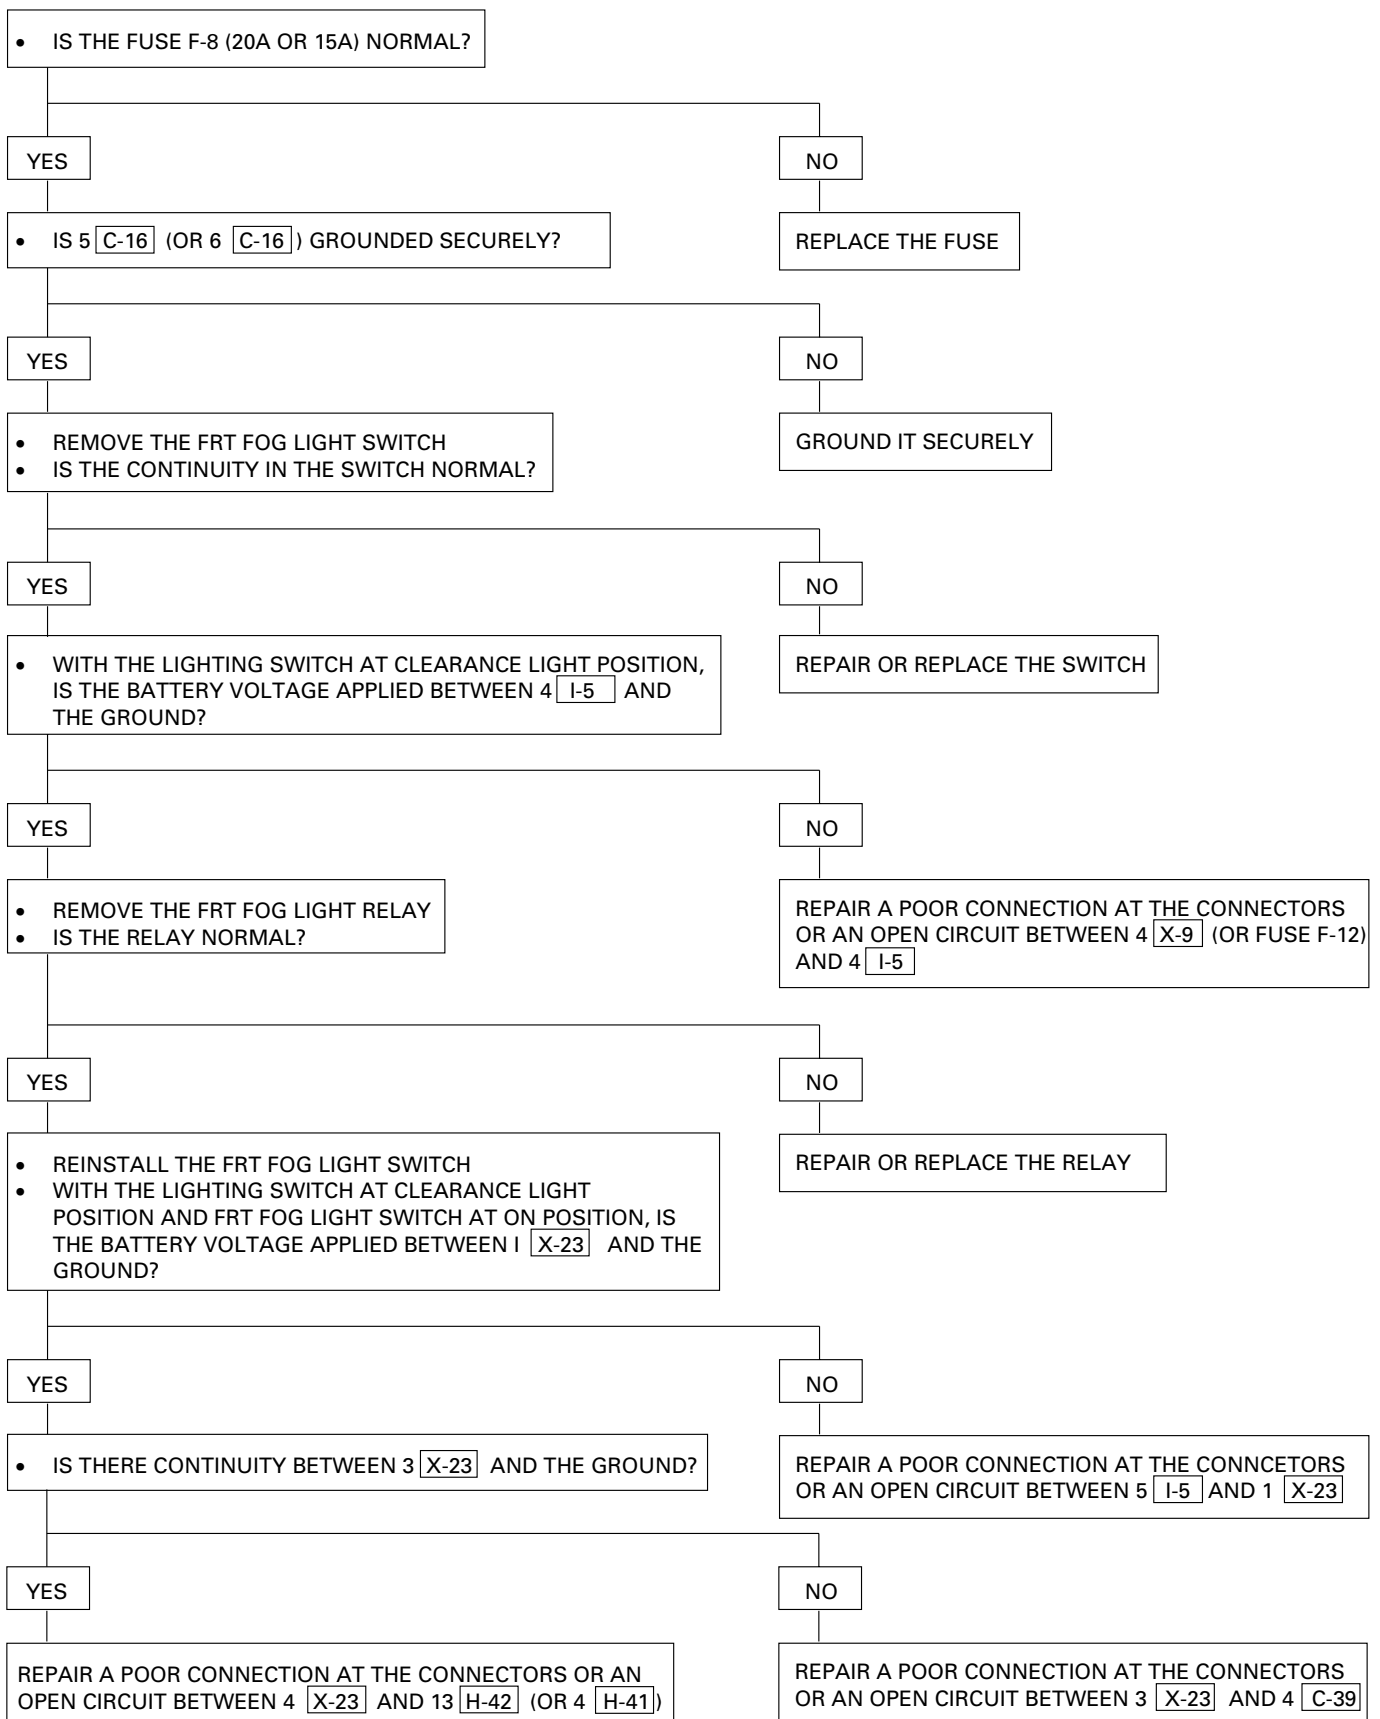 • IS THE FUSE F-8 (20A OR 15A) NORMAL?
YES
NO
• IS 5 C-16 (OR 6 C-16 ) GROUNDED SECURELY?
REPLACE THE FUSE
YES
NO
• REMOVE THE FRT FOG LIGHT SWITCH
• IS THE CONTINUITY IN THE SWITCH NORMAL?
GROUND IT SECURELY
YES
NO
• WITH THE LIGHTING SWITCH AT CLEARANCE LIGHT POSITION,
IS THE BATTERY VOLTAGE APPLIED BETWEEN 4 I-5 AND
THE GROUND?
REPAIR OR REPLACE THE SWITCH
YES
NO
• REMOVE THE FRT FOG LIGHT RELAY
• IS THE RELAY NORMAL?
REPAIR A POOR CONNECTION AT THE CONNECTORS
OR AN OPEN CIRCUIT BETWEEN 4 X-9 (OR FUSE F-12)
AND 4 I-5
YES
NO
• REINSTALL THE FRT FOG LIGHT SWITCH
• WITH THE LIGHTING SWITCH AT CLEARANCE LIGHT
POSITION AND FRT FOG LIGHT SWITCH AT ON POSITION, IS
THE BATTERY VOLTAGE APPLIED BETWEEN I X-23 AND THE
GROUND?
REPAIR OR REPLACE THE RELAY
YES
NO
• IS THERE CONTINUITY BETWEEN 3 X-23 AND THE GROUND?
REPAIR A POOR CONNECTION AT THE CONNCETORS
OR AN OPEN CIRCUIT BETWEEN 5 I-5 AND 1 X-23
YES
NO
REPAIR A POOR CONNECTION AT THE CONNECTORS OR AN
OPEN CIRCUIT BETWEEN 4 X-23 AND 13 H-42 (OR 4 H-41)
REPAIR A POOR CONNECTION AT THE CONNECTORS
OR AN OPEN CIRCUIT BETWEEN 3 X-23 AND 4 C-39